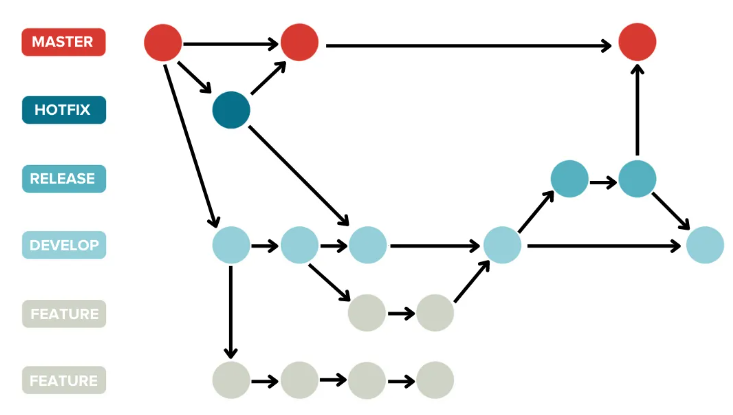 MASTER
HOTFIX
RELEASE
DEVELOP
FEATURE
FEATURE